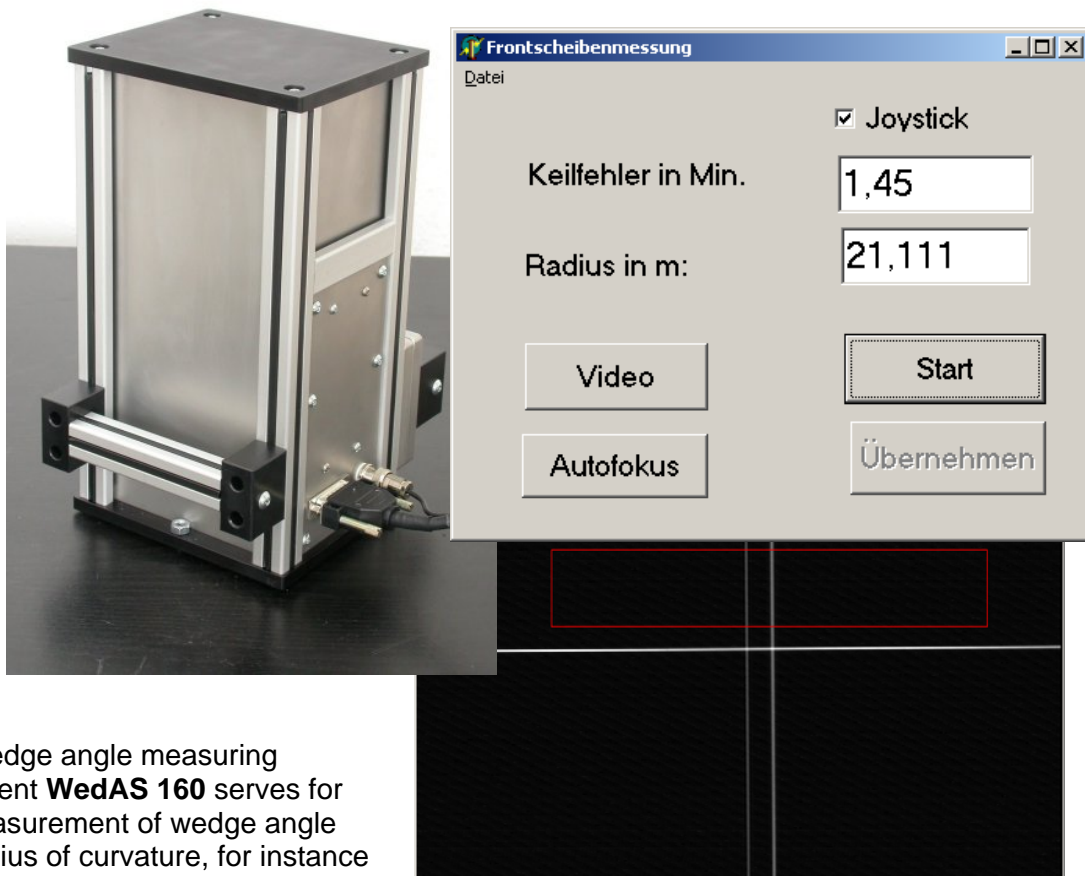 Frontscheibenmessung
Datei
Joystick
Keilfehler in Min.
1,45
Radius in m:
21,111
Video
Start
Autofokus
Übernehmen
edge angle measuring
ent WedAS 160 serves for
asurement of wedge angle
ius of curvature, for instance